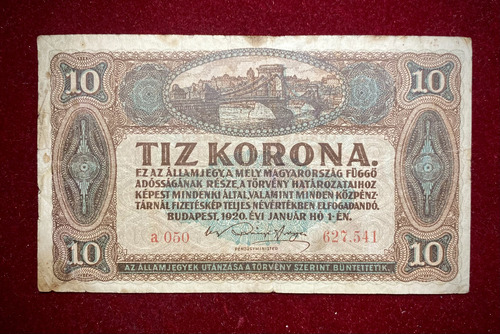 10 10
TIZ KORONA.
EZ AZ ÁLLAMJEGY, A MELY MAGYARORSZÁG FÜGGŐ
ADÓSSÁGÁNAK RÉSZE, A TÖRVÉNY HATÁROZATAIHOZ
KÉPEST MINDENKI ÁLTAL, VALAMINT MINDEN KÖZPÉNZ-
TÁRNÁL FIZETÉSKÉP TELJES NÉVÉRTÉKBEN ELFOGADANDÓ.
BUDAPEST, 1920. ÉVI JANUÁR HÓ 1-ÉN.
a 050 627.541
PÉNZÜGYMINISTER
10 10
AZ ÁLLAMJEGYEK UTÁNZÁSA A TÖRVÉNY SZERINT BÜNTETTETIK.